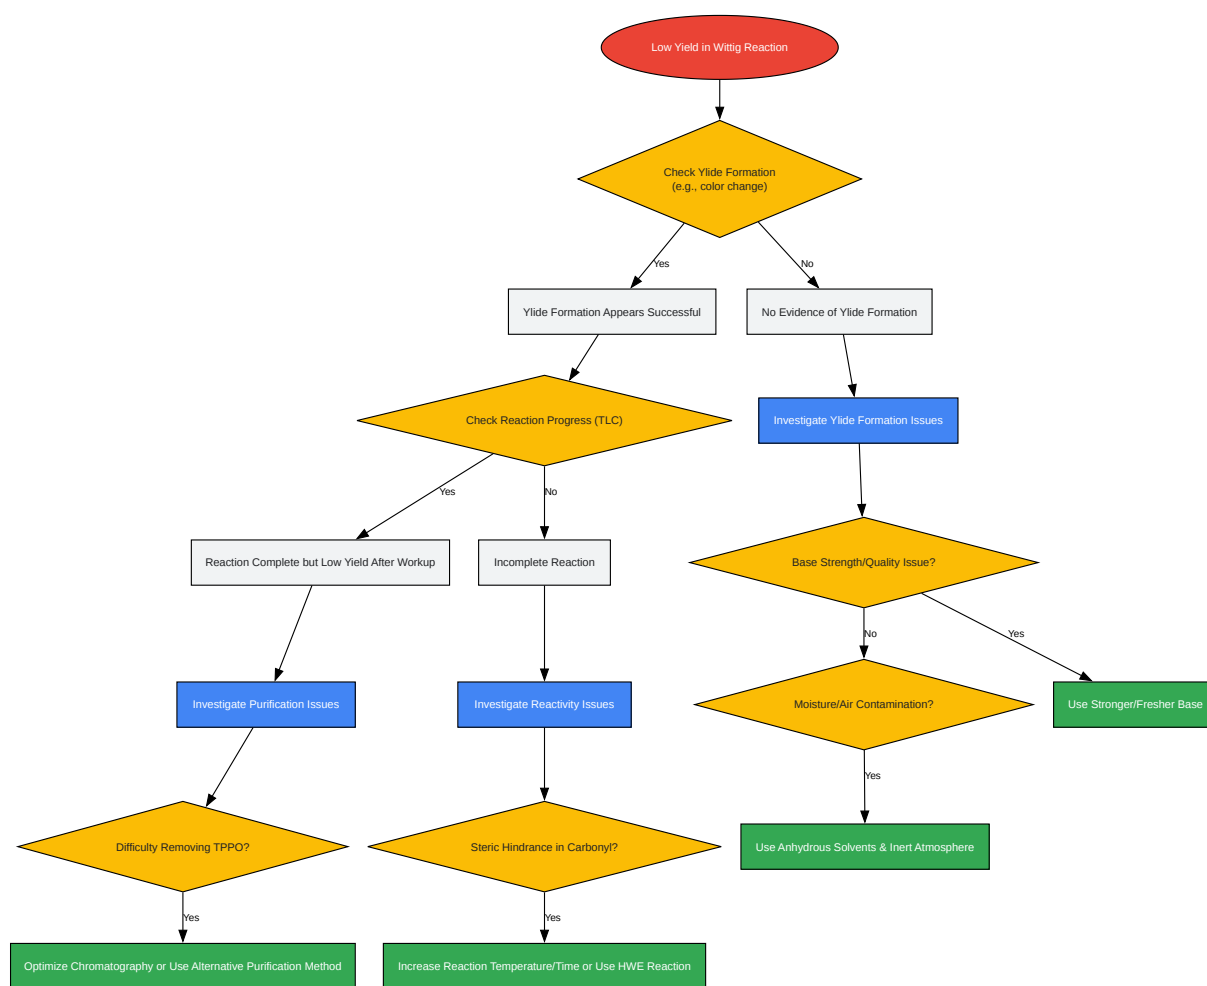 Low Yield in Wittig Reaction
Check Ylide Formation
(e.g., color change)
Yes
No
Ylide Formation Appears Successful
No Evidence of Ylide Formation
Check Reaction Progress (TLC)
Investigate Ylide Formation Issues
Yes
No
Reaction Complete but Low Yield After Workup
Incomplete Reaction
Base Strength/Quality Issue?
No
Yes
Investigate Purification Issues
Investigate Reactivity Issues
Moisture/Air Contamination?
Use Stronger/Fresher Base
Yes
Difficulty Removing TPPO?
Steric Hindrance in Carbonyl?
Use Anhydrous Solvents & Inert Atmosphere
Yes
Yes
Optimize Chromatography or Use Alternative Purification Method
Increase Reaction Temperature/Time or Use HWE Reaction